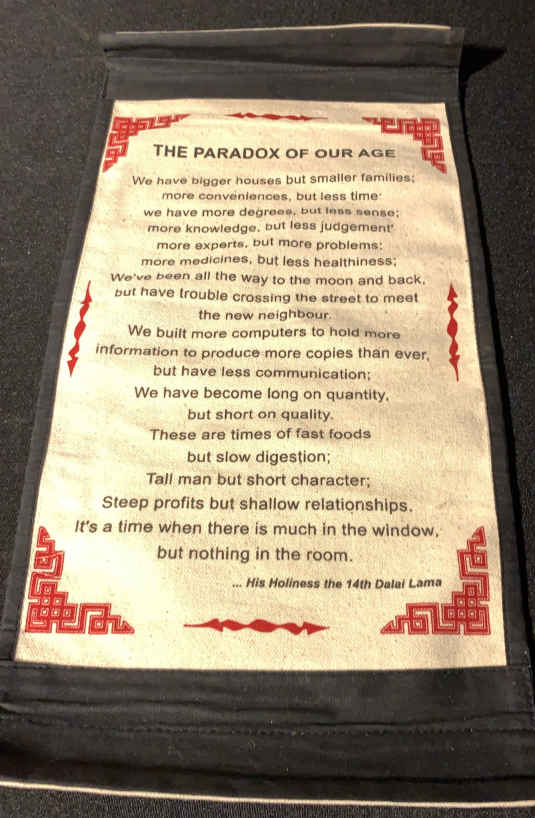 THE PARADOX OF OUR AGE
We have bigger houses but smaller families;
more conveniences, but less time;
we have more degrees, but less sense;
more knowledge, but less judgement;
more experts, but more problems;
more medicines, but less healthiness;
We've been all the way to the moon and back,
but have trouble crossing the street to meet
the new neighbour.
We built more computers to hold more
information to produce more copies than ever,
but have less communication;
We have become long on quantity,
but short on quality.
These are times of fast foods
but slow digestion;
Tall man but short character;
Steep profits but shallow relationships.
It's a time when there is much in the window,
but nothing in the room.
... His Holiness the 14th Dalai Lama